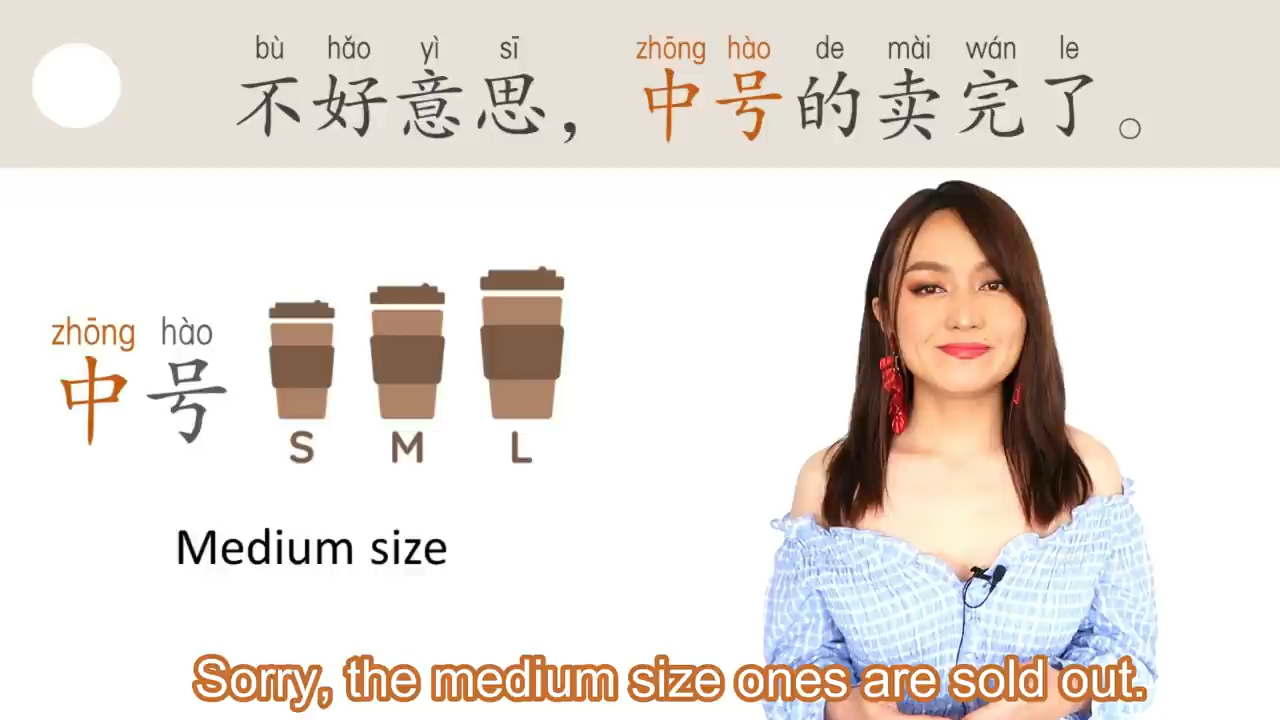 bù hǎo yì sī zhōng hào de mài wán le
不好意思，中号的卖完了。
zhōng hào
中号
S M L
Medium size
Sorry, the medium size ones are sold out.